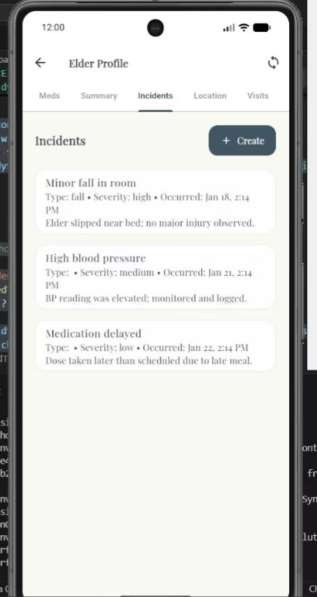 12:00
Elder Profile
Meds Summary Incidents Location Visits
Incidents
+ Create
Minor fall in room
Type: fall • Severity: high • Occurred: Jan 18, 2:14
PM
Elder slipped near bed; no major injury observed.
High blood pressure
Type: • Severity: medium • Occurred: Jan 21, 2:14
PM
BP reading was elevated; monitored and logged.
Medication delayed
Type: • Severity: low • Occurred: Jan 22, 2:14 PM
Dose taken later than scheduled due to late meal.